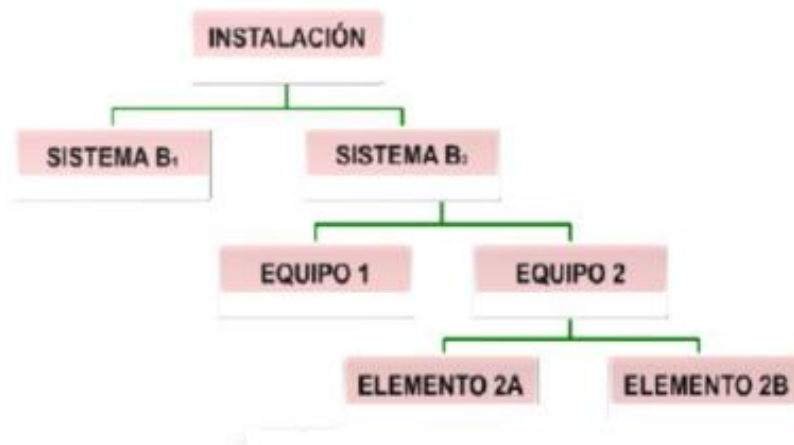 INSTALACIÓN
SISTEMA B₁
SISTEMA B₂
EQUIPO 1
EQUIPO 2
ELEMENTO 2A
ELEMENTO 2B